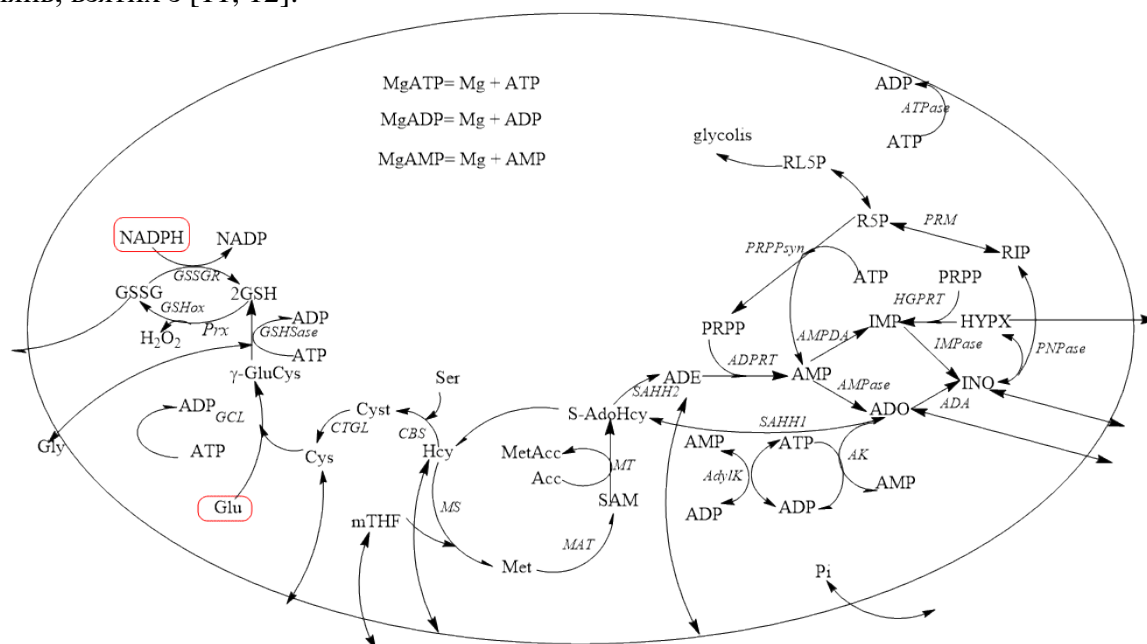 взятих з [11, 12].
MgATP= Mg + ATP
MgADP= Mg + ADP
MgAMP= Mg + AMP
ADP
ATPase
ATP
glycolis
RL5P
R5P
PRM
RIP
PRPPsyn
ATP
PRPP
HGPRT
PRPP
IMP
HYPX
AMPDA
IMPase
PNPase
ADPRT
ADE
AMP
AMPase
INO
ADO
ADA
SAHH2
SAHH1
S-AdoHcy
NADPH
NADP
GSSGR
GSSG
2GSH
GSHox
Prx
H₂O₂
GSHSase
ADP
ATP
γ-GluCys
ADP
GCL
ATP
Gly
Glu
Cys
CTGL
Cyst
Ser
CBS
Hcy
MS
mTHF
Met
MAT
SAM
MT
MetAcc
Acc
AMP
AdylK
ADP
ATP
ADP
AK
AMP
Pi